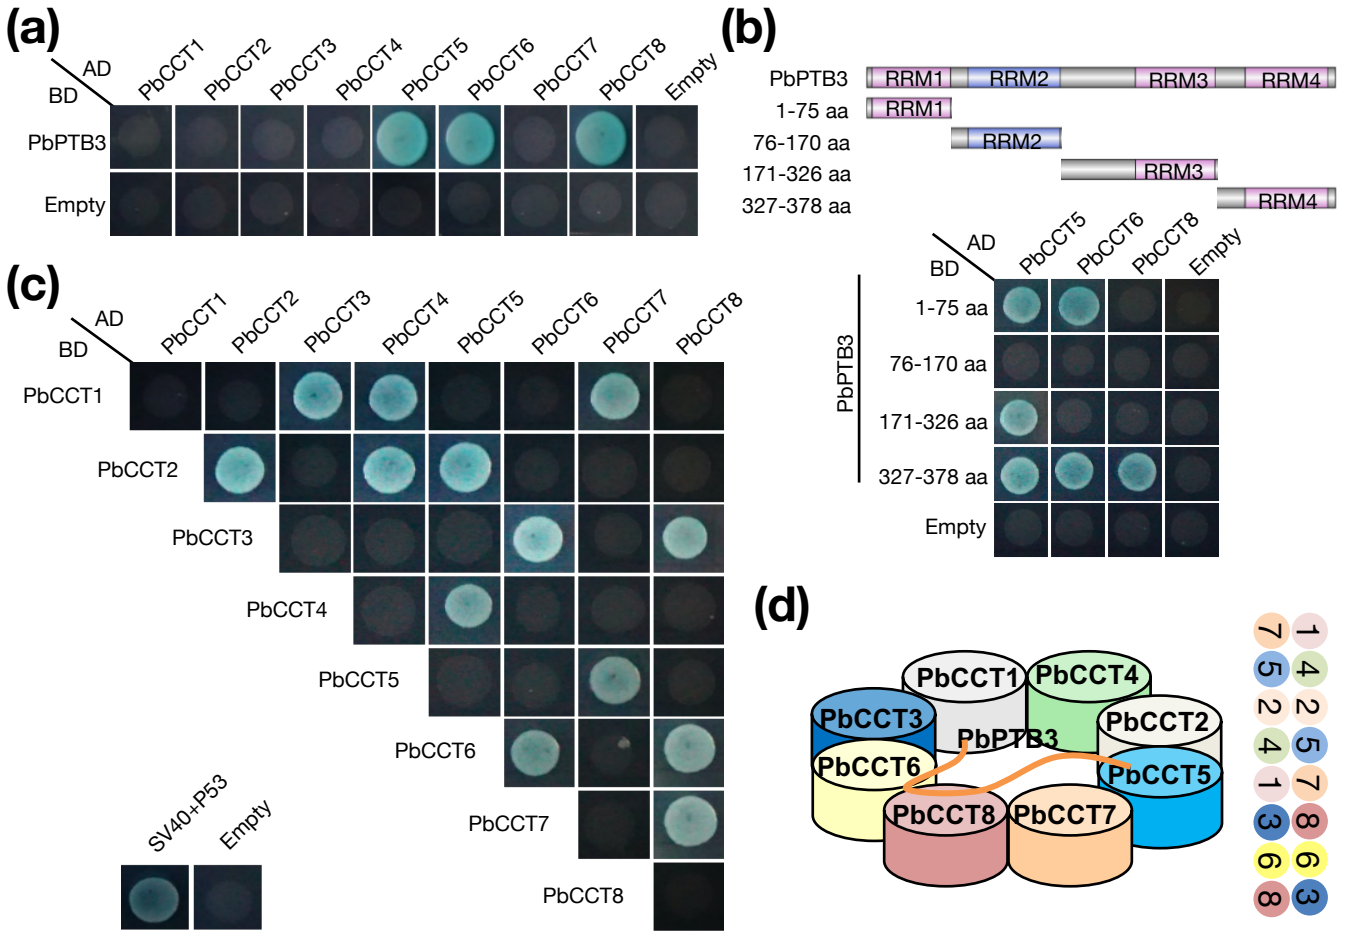 (a)
AD
BD
PbCCT1
PbCCT2
PbCCT3
PbCCT4
PbCCT5
PbCCT6
PbCCT7
PbCCT8
Empty
PbPTB3
Empty
(b)
PbPTB3 RRM1 RRM2 RRM3 RRM4
1-75 aa RRM1
76-170 aa RRM2
171-326 aa RRM3
327-378 aa RRM4
AD
BD
PbCCT5
PbCCT6
PbCCT8
Empty
PbPTB3
1-75 aa
76-170 aa
171-326 aa
327-378 aa
Empty
(c)
AD
BD
PbCCT1
PbCCT2
PbCCT3
PbCCT4
PbCCT5
PbCCT6
PbCCT7
PbCCT8
PbCCT1
PbCCT2
PbCCT3
PbCCT4
PbCCT5
PbCCT6
PbCCT7
PbCCT8
SV40+P53
Empty
(d)
PbCCT1
PbCCT4
PbCCT3
PbCCT2
PbPTB3
PbCCT6
PbCCT5
PbCCT8
PbCCT7
7 1
5 4
2 2
4 5
1 7
3 8
6 6
8 3